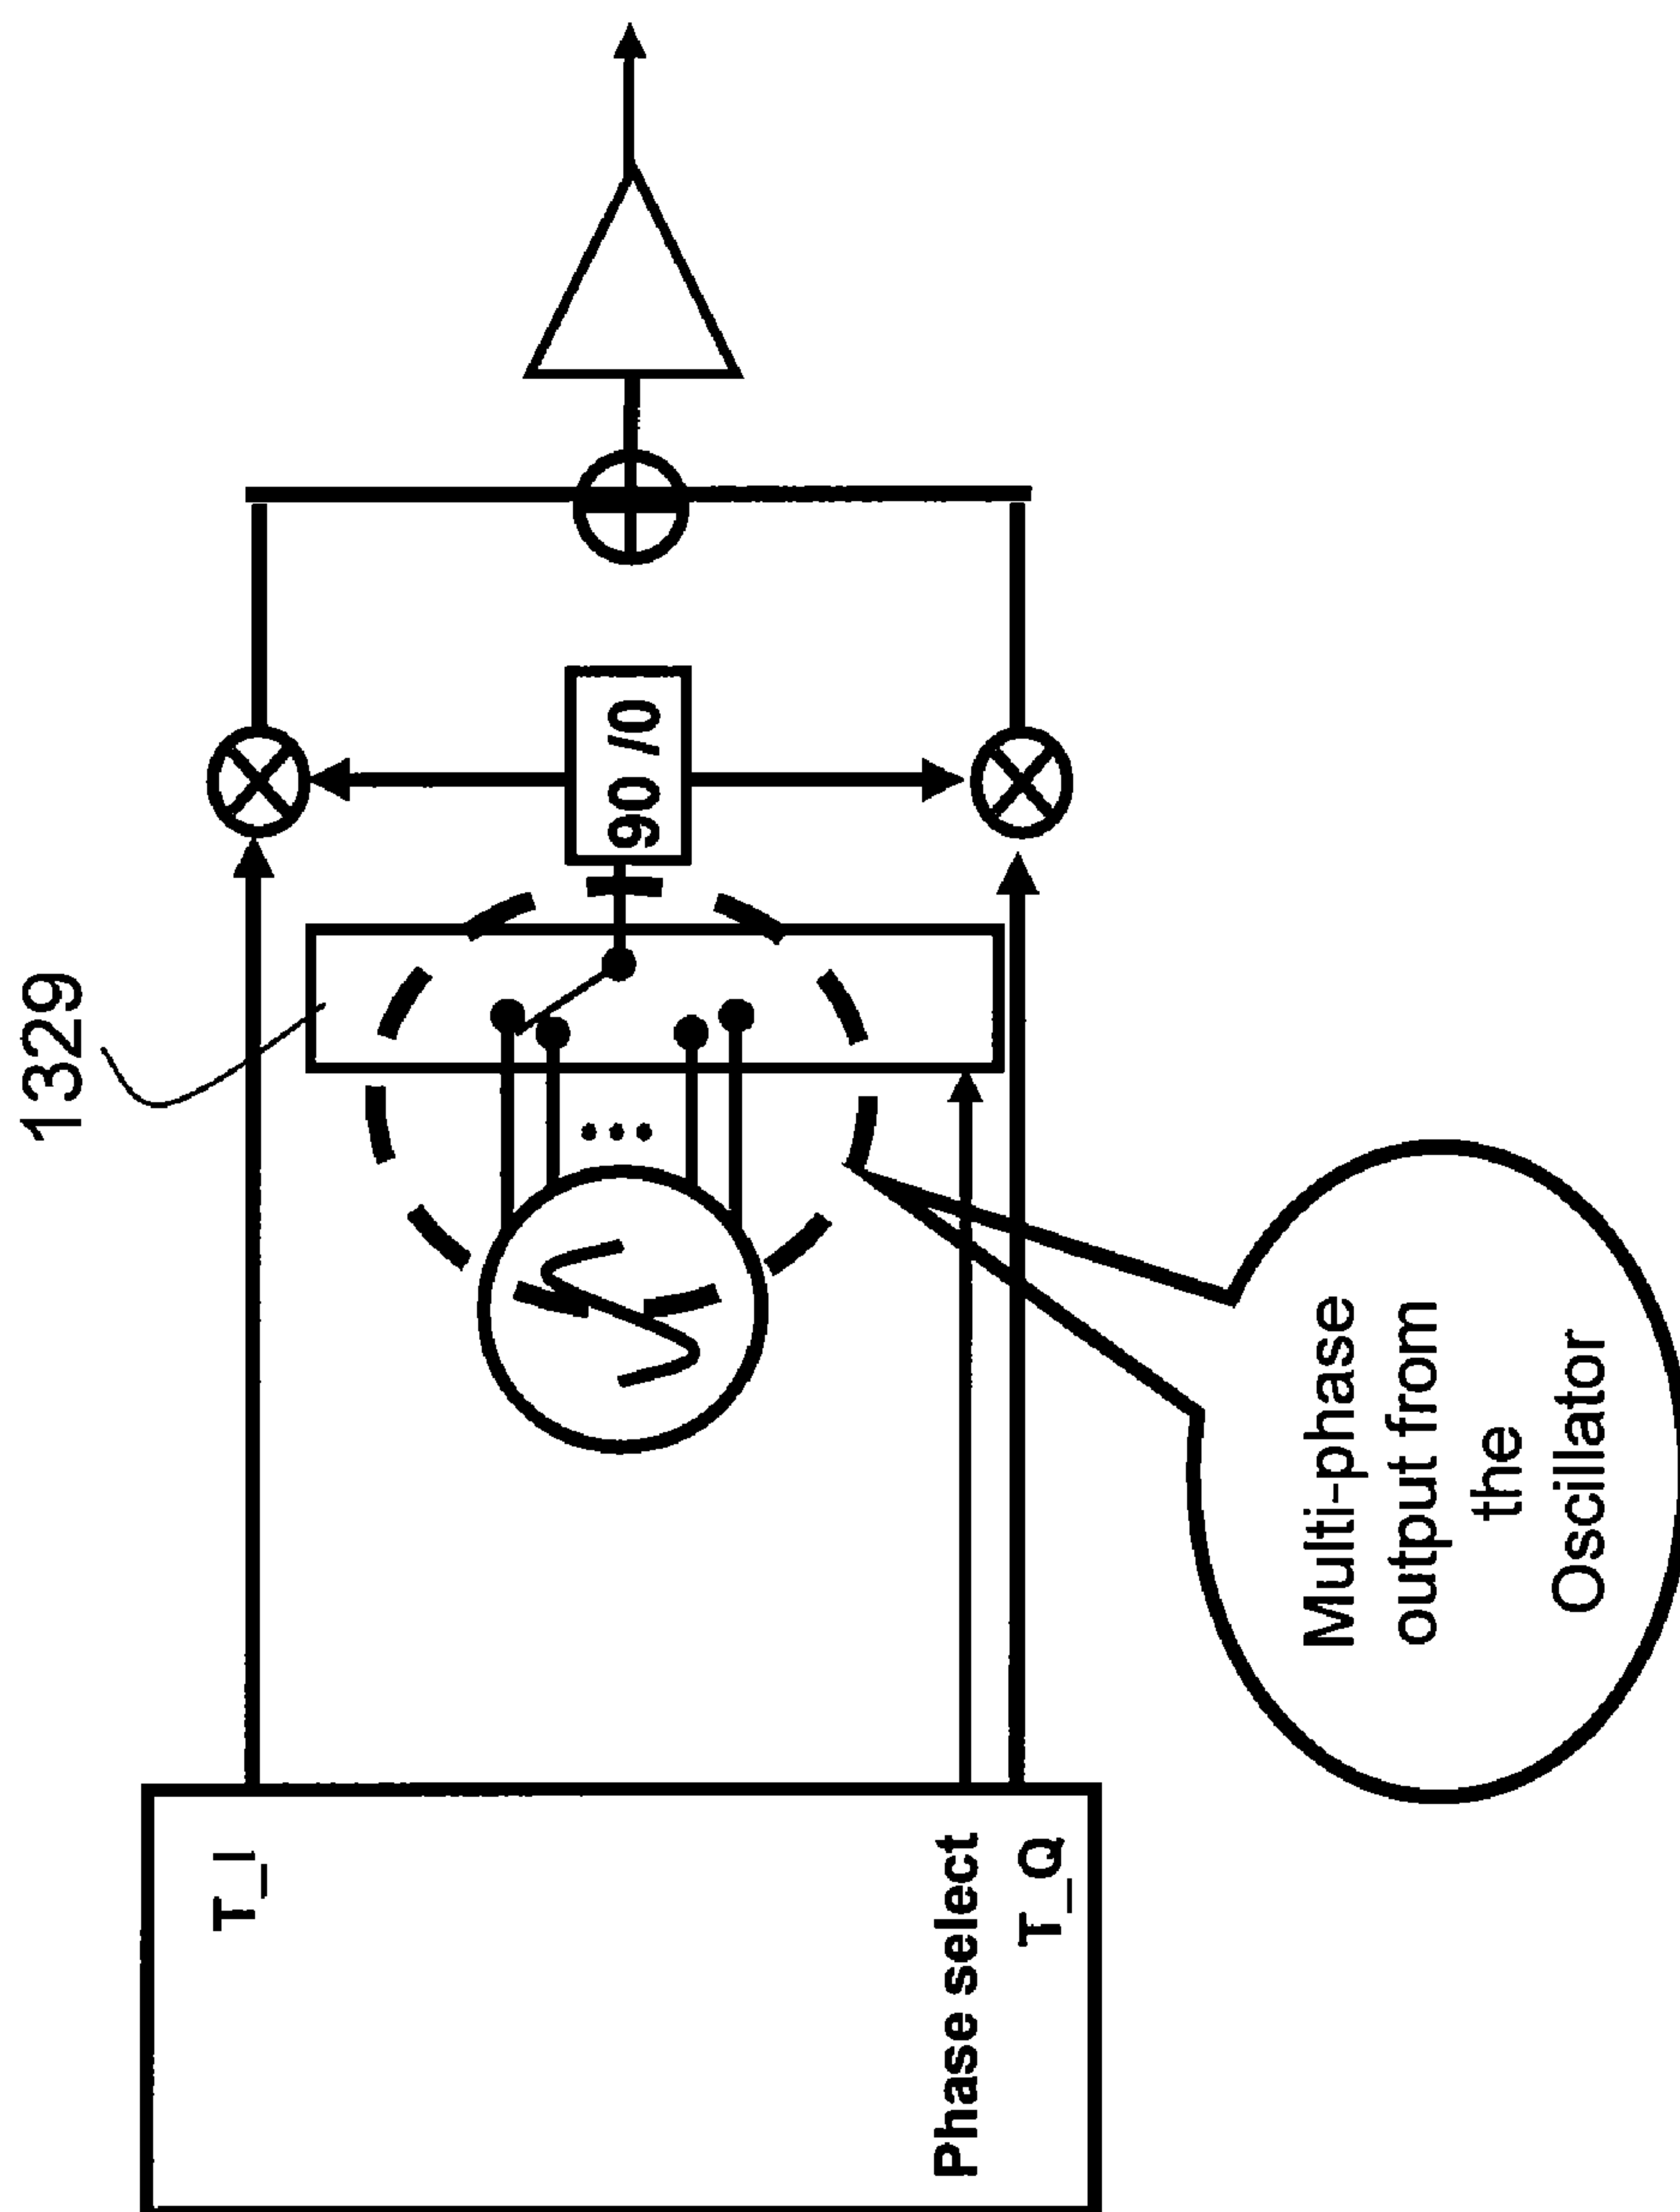 1329
T_I
90 /0
Phase select
T_Q
Multi-phase
output from
the
Oscillator